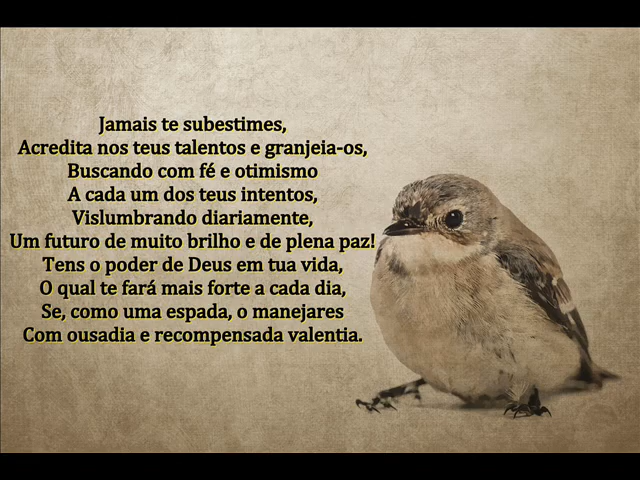 Jamais te subestimes,
Acredita nos teus talentos e granjeia-os,
Buscando com fé e otimismo
A cada um dos teus intentos,
Vislumbrando diariamente,
Um futuro de muito brilho e de plena paz!
Tens o poder de Deus em tua vida,
O qual te fará mais forte a cada dia,
Se, como uma espada, o manejares
Com ousadia e recompensada valentia.